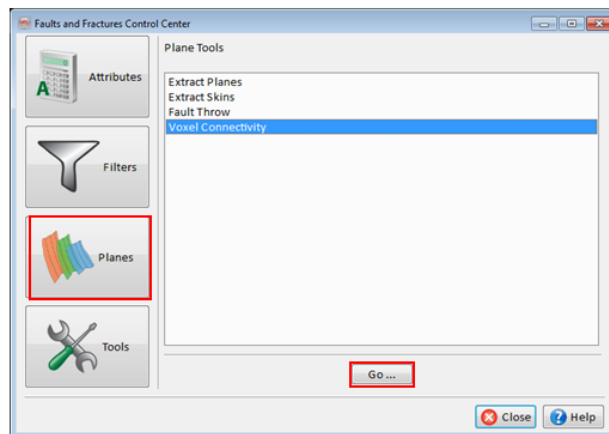 Faults and Fractures Control Center
Plane Tools
A
Attributes
Filters
Planes
Tools
Extract Planes
Extract Skins
Fault Throw
Voxel Connectivity
Go ...
Close
Help